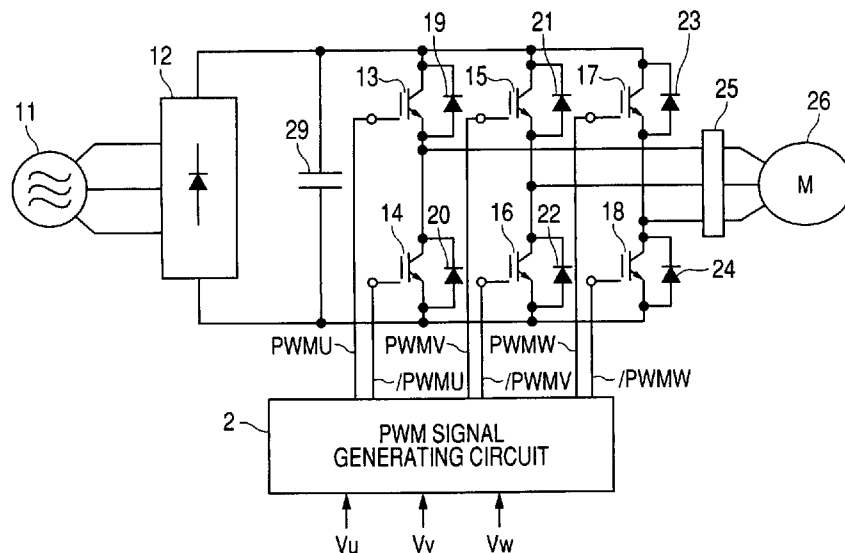 19
21
23
12
13
15
17
25
11
26
29
M
14
20
16
22
18
24
PWMU
PWMV
PWMW
/PWMU
/PWMV
/PWMW
2
PWM SIGNAL
GENERATING CIRCUIT
Vu
Vv
Vw